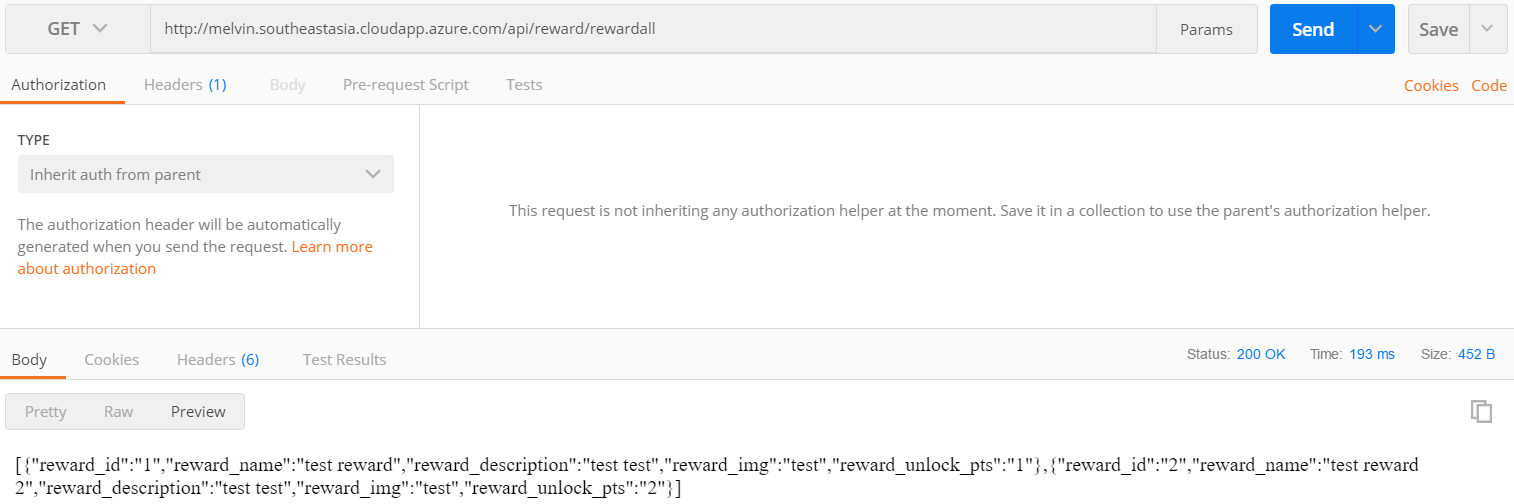 GET http://melvin.southeastasia.cloudapp.azure.com/api/reward/rewardall Params Send Save
Authorization Headers (1) Body Pre-request Script Tests Cookies Code
TYPE
Inherit auth from parent
The authorization header will be automatically
generated when you send the request. Learn more
about authorization
This request is not inheriting any authorization helper at the moment. Save it in a collection to use the parent's authorization helper.
Body Cookies Headers (6) Test Results Status: 200 OK Time: 193 ms Size: 452 B
Pretty Raw Preview
[{"reward_id":"1","reward_name":"test reward","reward_description":"test test","reward_img":"test","reward_unlock_pts":"1"},{"reward_id":"2","reward_name":"test reward
2","reward_description":"test test","reward_img":"test","reward_unlock_pts":"2"}]